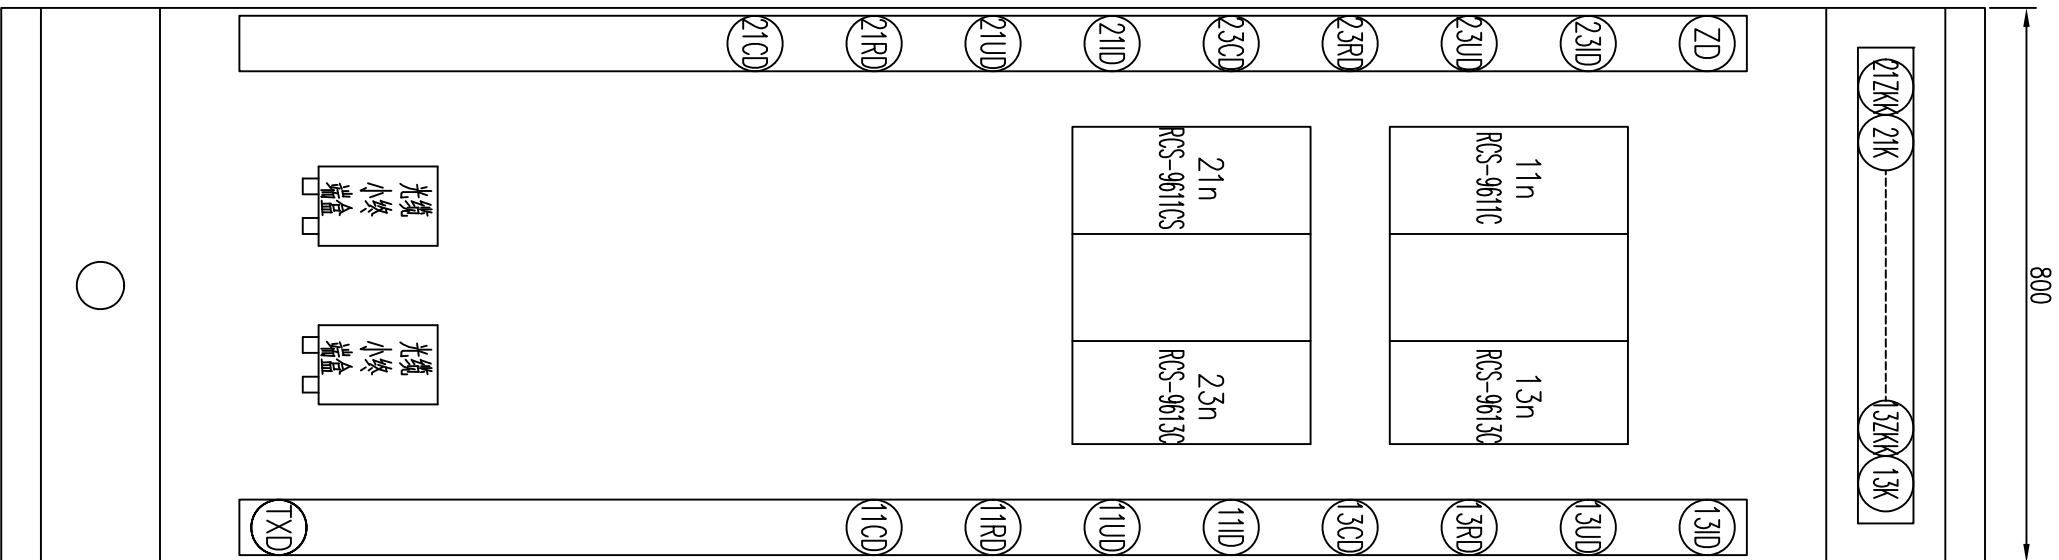 800
21ZKK
21K
13ZKK
13K
ZD
23ID
23UD
23RD
23CD
21ID
21UD
21RD
21CD
11n
RCS-9611C
13n
RCS-9613C
21n
RCS-9611CS
23n
RCS-9613C
光缆
小终
端盒
光缆
小终
端盒
13ID
13UD
13RD
13CD
11ID
11UD
11RD
11CD
TXD